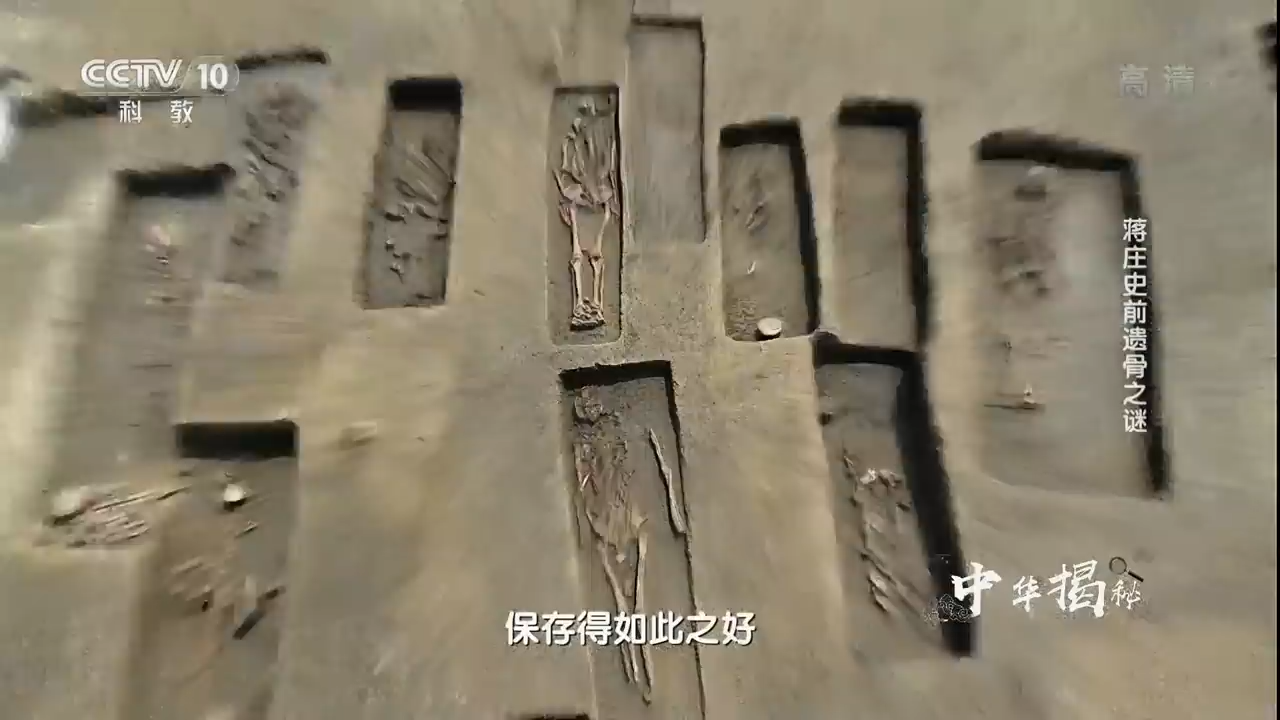 CCTV 10
科教
高清
蒋庄史前遗骨之谜
中华揭秘
保存得如此之好